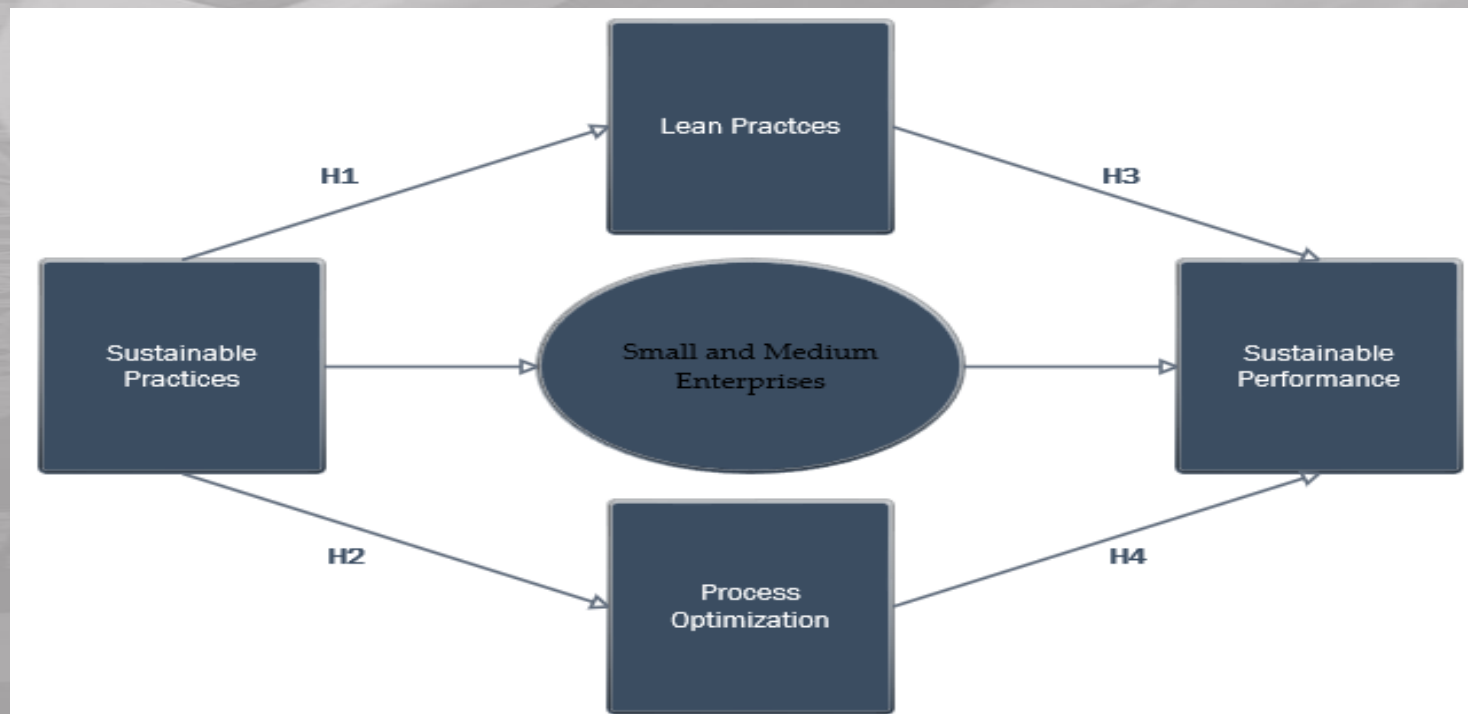 Lean Practces
H1
H3
Sustainable
Practices
Small and Medium
Enterprises
Sustainable
Performance
H2
H4
Process
Optimization